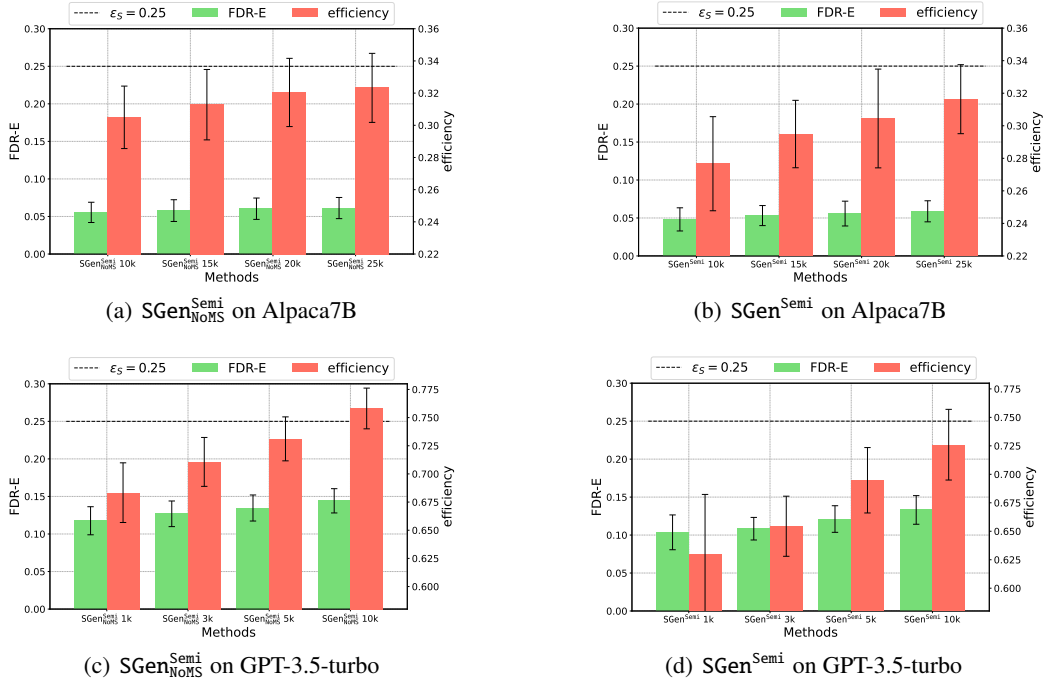 ε_S = 0.25 FDR-E efficiency
0.30 0.36
0.25 0.34
0.20 0.32
0.15 0.30
0.10 0.28
0.05 0.26
0.00 0.24
0.22
FDR-E
efficiency
SGen^Semi_NoMS 10k SGen^Semi_NoMS 15k SGen^Semi_NoMS 20k SGen^Semi_NoMS 25k
Methods
(a) SGen^Semi_NoMS on Alpaca7B
ε_S = 0.25 FDR-E efficiency
0.30 0.36
0.25 0.34
0.20 0.32
0.15 0.30
0.10 0.28
0.05 0.26
0.00 0.24
0.22
FDR-E
efficiency
SGen^Semi 10k SGen^Semi 15k SGen^Semi 20k SGen^Semi 25k
Methods
(b) SGen^Semi on Alpaca7B
ε_S = 0.25 FDR-E efficiency
0.30 0.775
0.25 0.750
0.20 0.725
0.15 0.700
0.10 0.675
0.05 0.650
0.00 0.625
0.600
FDR-E
efficiency
SGen^Semi_NoMS 1k SGen^Semi_NoMS 3k SGen^Semi_NoMS 5k SGen^Semi_NoMS 10k
Methods
(c) SGen^Semi_NoMS on GPT-3.5-turbo
ε_S = 0.25 FDR-E efficiency
0.30 0.775
0.25 0.750
0.20 0.725
0.15 0.700
0.10 0.675
0.05 0.650
0.00 0.625
0.600
FDR-E
efficiency
SGen^Semi 1k SGen^Semi 3k SGen^Semi 5k SGen^Semi 10k
Methods
(d) SGen^Semi on GPT-3.5-turbo